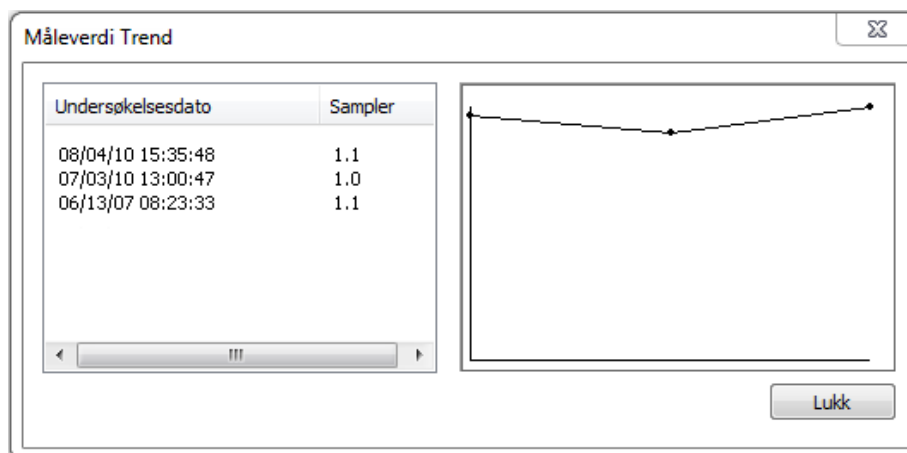 Måleverdi Trend
Undersøkelsesdato Sampler
08/04/10 15:35:48 1.1
07/03/10 13:00:47 1.0
06/13/07 08:23:33 1.1
Lukk